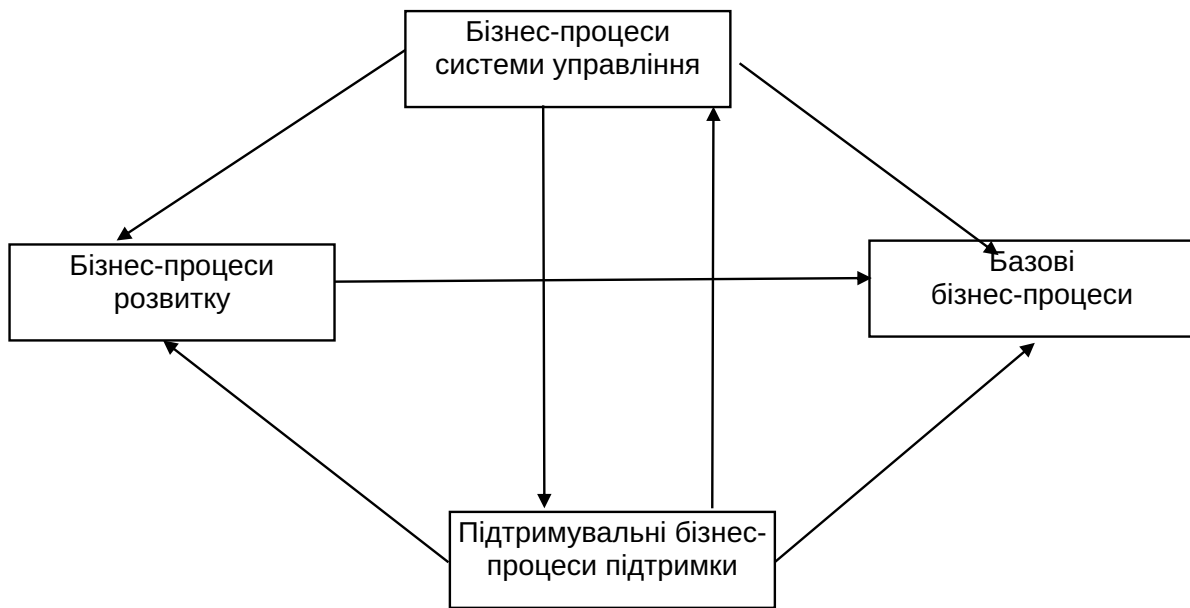 Бізнес-процеси
системи управління
Бізнес-процеси
розвитку
Базові
бізнес-процеси
Підтримувальні бізнес-
процеси підтримки